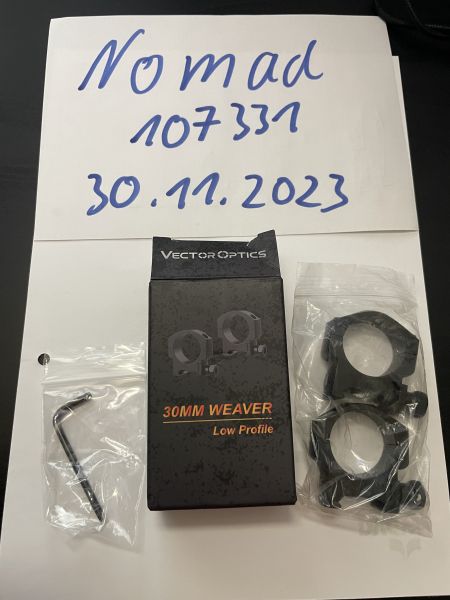 Nomad
107331
30.11.2023
VECTOR OPTICS
30MM WEAVER
Low Profile